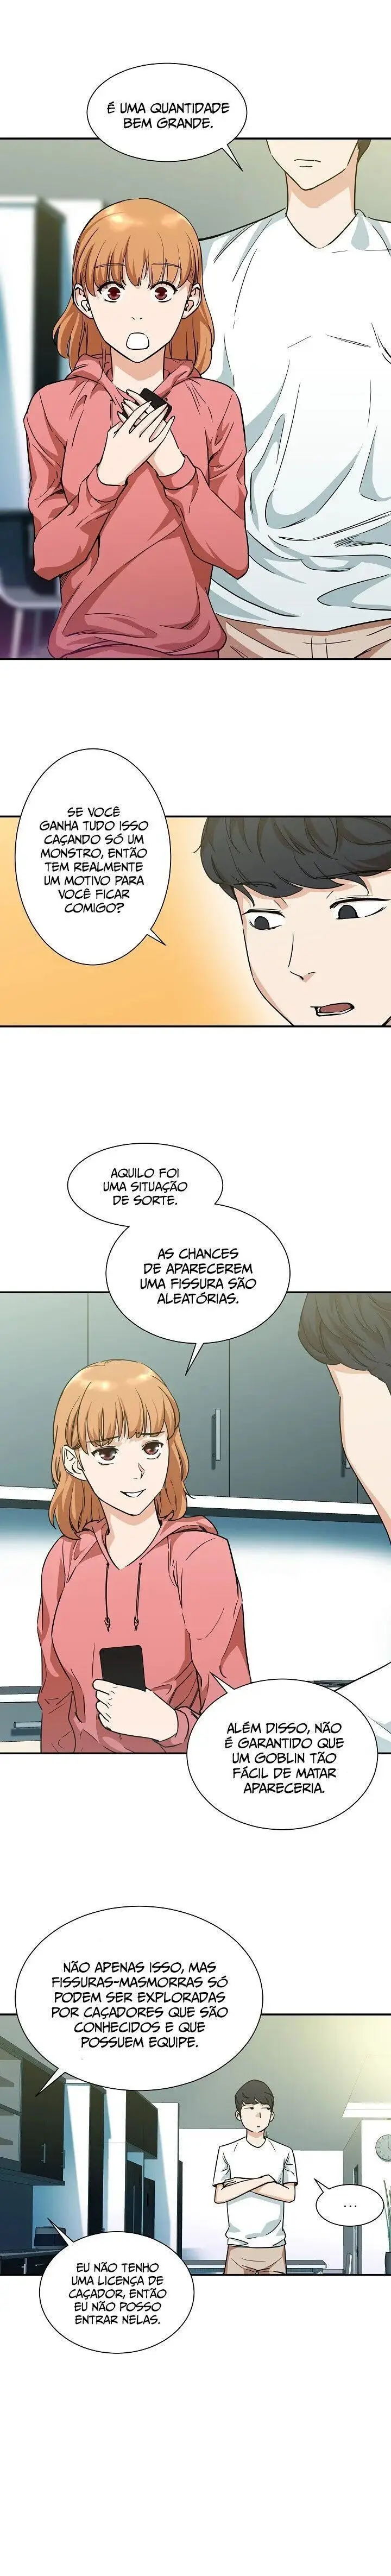 É UMA QUANTIDADE
BEM GRANDE.
SE VOCÊ
GANHA TUDO ISSO
CAÇANDO SÓ UM
MONSTRO, ENTÃO
TEM REALMENTE
UM MOTIVO PARA
VOCÊ FICAR
COMIGO?
AQUILO FOI
UMA SITUAÇÃO
DE SORTE.
AS CHANCES
DE APARECEREM
UMA FISSURA SÃO
ALEATÓRIAS.
ALÉM DISSO, NÃO
É GARANTIDO QUE
UM GOBLIN TÃO
FÁCIL DE MATAR
APARECERIA.
NÃO APENAS ISSO, MAS
FISSURAS-MASMORRAS SÓ
PODEM SER EXPLORADAS
POR CAÇADORES QUE SÃO
CONHECIDOS E QUE
POSSUEM EQUIPE.
...
EU NÃO TENHO
UMA LICENÇA DE
CAÇADOR, ENTÃO
EU NÃO POSSO
ENTRAR NELAS.